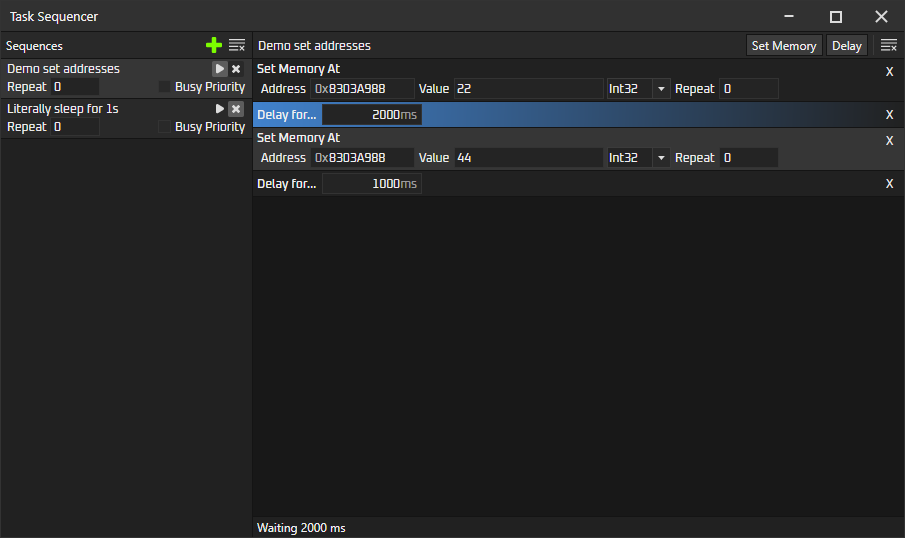 Task Sequencer
Sequences
Demo set addresses
Repeat 0 Busy Priority
Literally sleep for 1s
Repeat 0 Busy Priority
Demo set addresses Set Memory Delay
Set Memory At X
Address 0x8303A988 Value 22 Int32 Repeat 0
Delay for... 2000ms X
Set Memory At X
Address 0x8303A988 Value 44 Int32 Repeat 0
Delay for... 1000ms X
Waiting 2000 ms